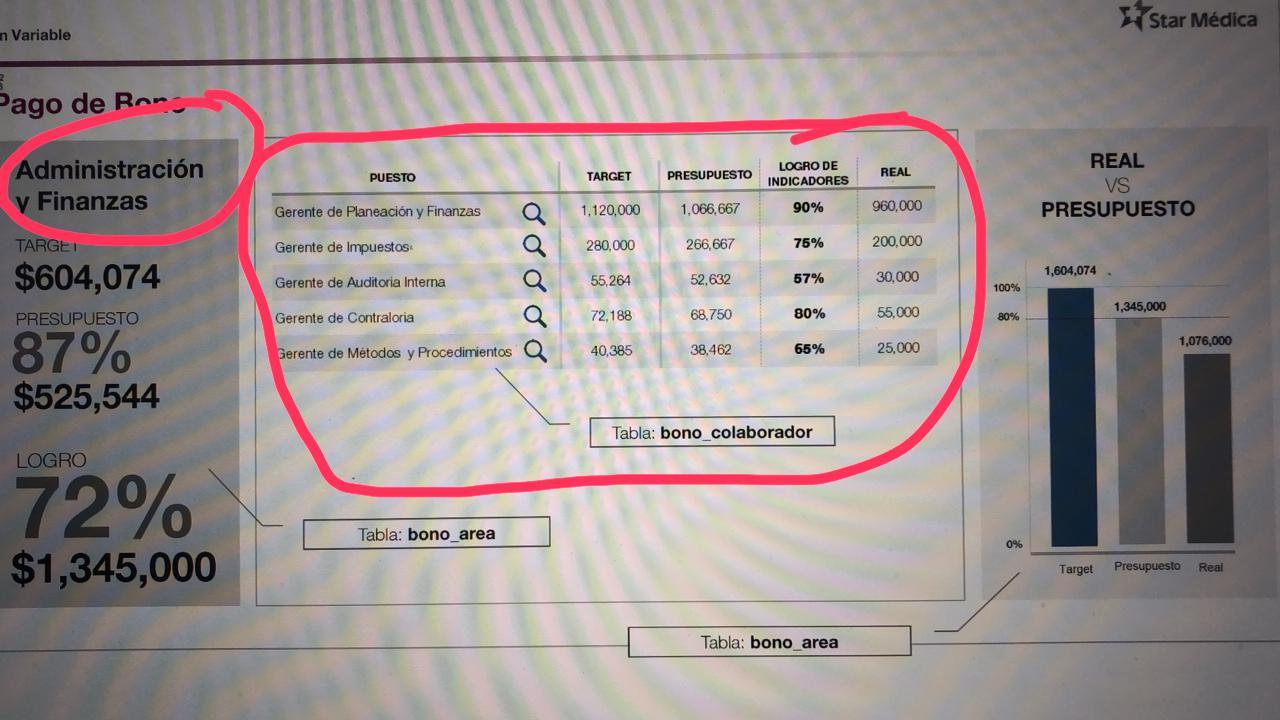 Star Médica
n Variable
Pago de Bono
Administración
y Finanzas
TARGET
$604,074
PRESUPUESTO
87%
$525,544
LOGRO
72%
$1,345,000
PUESTO TARGET PRESUPUESTO LOGRO DE INDICADORES REAL
Gerente de Planeación y Finanzas 1,120,000 1,066,667 90% 960,000
Gerente de Impuestos 280,000 266,667 75% 200,000
Gerente de Auditoria Interna 55,264 52,632 57% 30,000
Gerente de Contraloria 72,188 68,750 80% 55,000
Gerente de Métodos y Procedimientos 40,385 38,462 65% 25,000
Tabla: bono_colaborador
Tabla: bono_area
REAL
VS
PRESUPUESTO
1,604,074
100%
1,345,000
80%
1,076,000
0%
Target Presupuesto Real
Tabla: bono_area